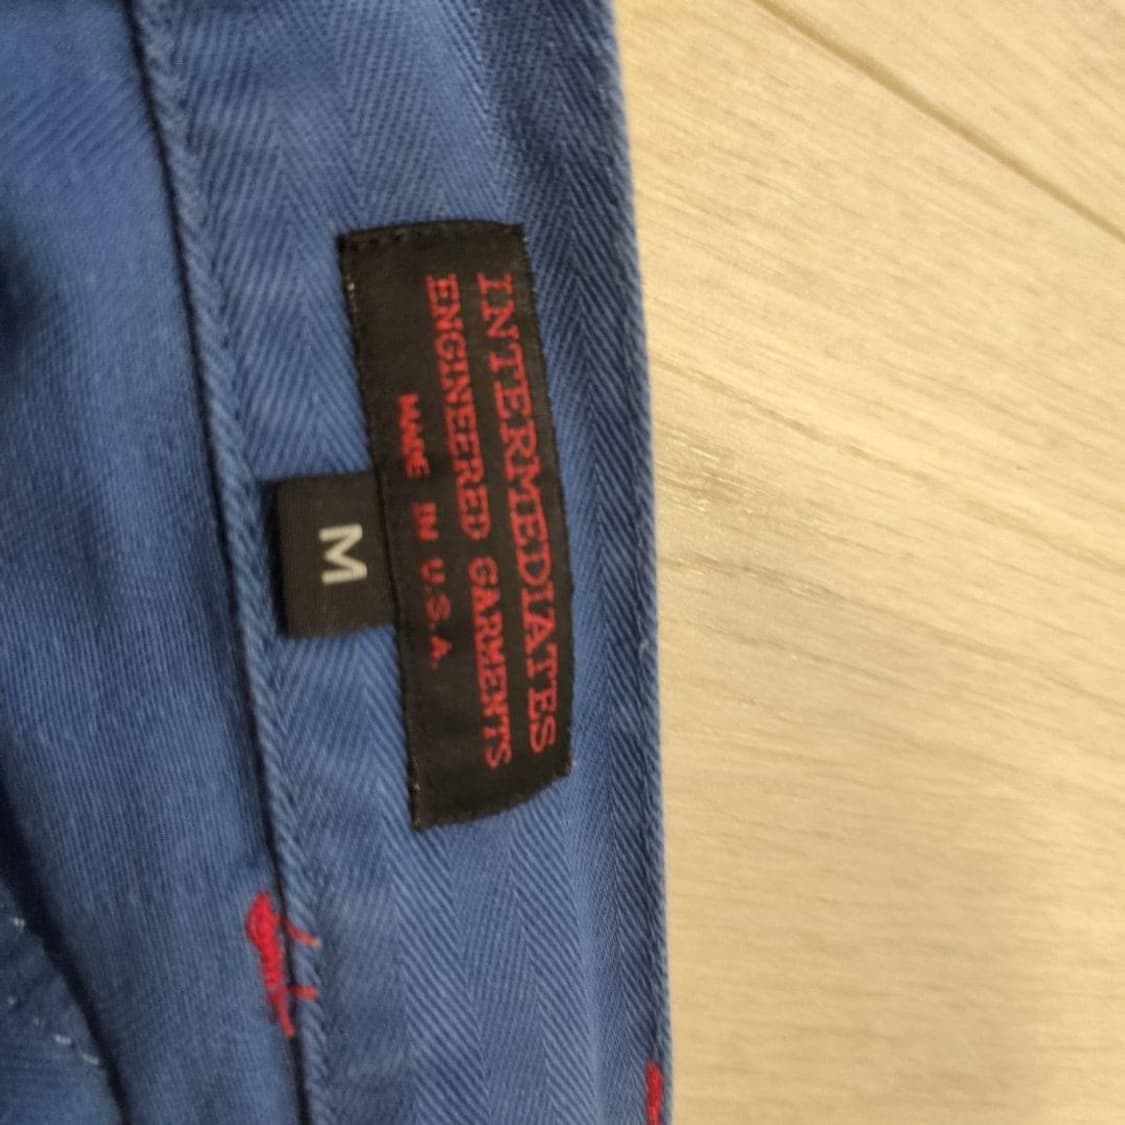 INTERMEDIATES
ENGINEERED GARMENTS
MADE IN U.S.A.
M